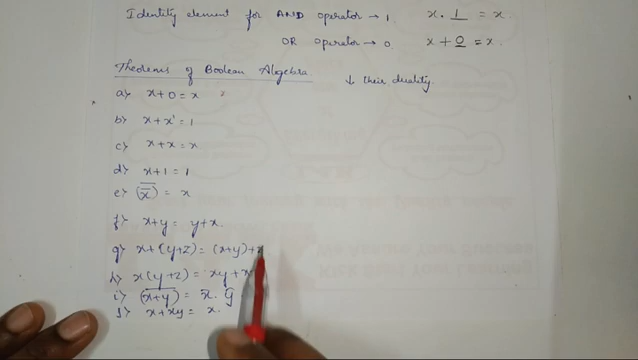 Identity element for AND operator → 1. x . 1 = x.
OR operator → 0. x + 0 = x.
Theorems of Boolean Algebra. ↓ their duality.
a) x+0 = x
b) x + x' = 1
c) x+x = x
d) x+1 = 1
e) (x̿) = x
f) x+y = y+x.
g) x+(y+z) = (x+y)+z
h) x(y+z) = xy+x
i) (x+y)̅ = x̅. y̅
j) x+xy = x.